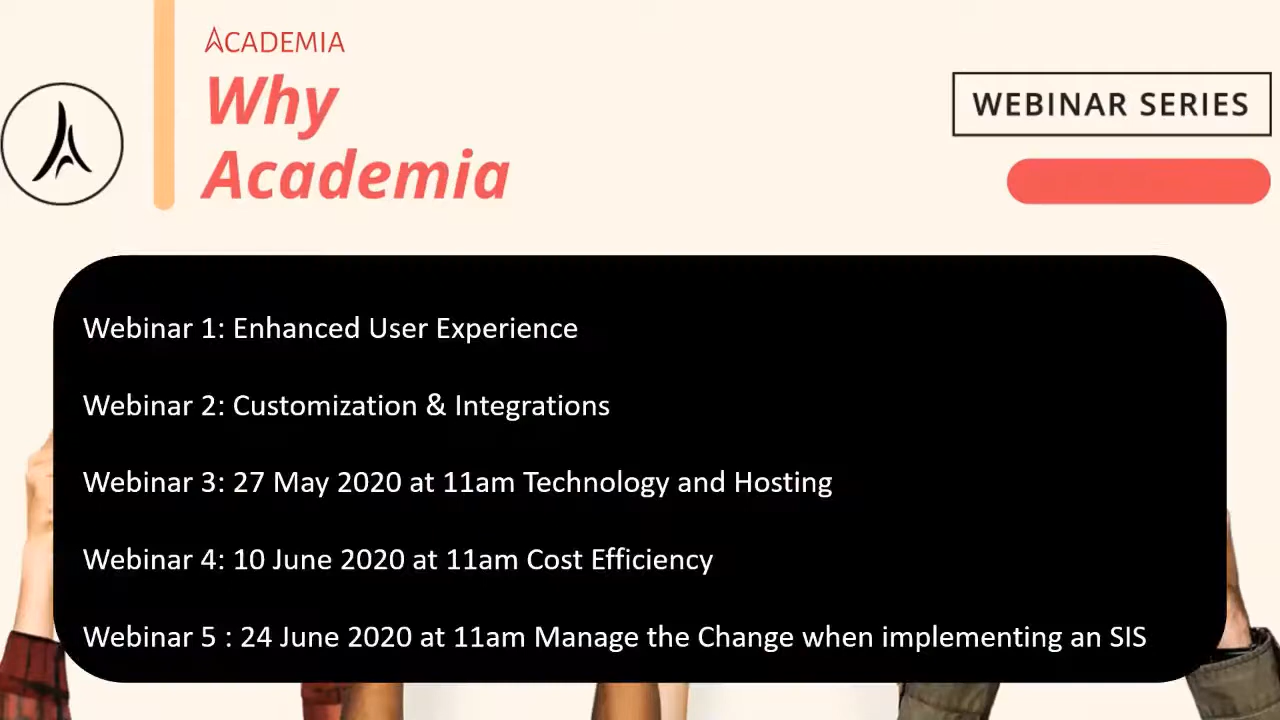 ACADEMIA
Why
Academia
WEBINAR SERIES
Webinar 1: Enhanced User Experience
Webinar 2: Customization & Integrations
Webinar 3: 27 May 2020 at 11am Technology and Hosting
Webinar 4: 10 June 2020 at 11am Cost Efficiency
Webinar 5 : 24 June 2020 at 11am Manage the Change when implementing an SIS